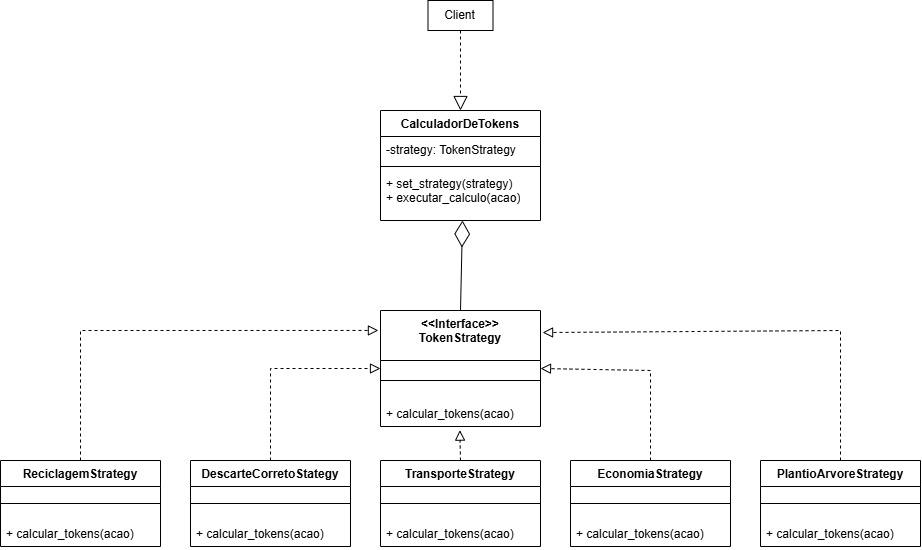 Client
CalculadorDeTokens
-strategy: TokenStrategy
+ set_strategy(strategy)
+ executar_calculo(acao)
<<Interface>>
TokenStrategy
+ calcular_tokens(acao)
ReciclagemStrategy
+ calcular_tokens(acao)
DescarteCorretoStategy
+ calcular_tokens(acao)
TransporteStrategy
+ calcular_tokens(acao)
EconomiaStrategy
+ calcular_tokens(acao)
PlantioArvoreStrategy
+ calcular_tokens(acao)